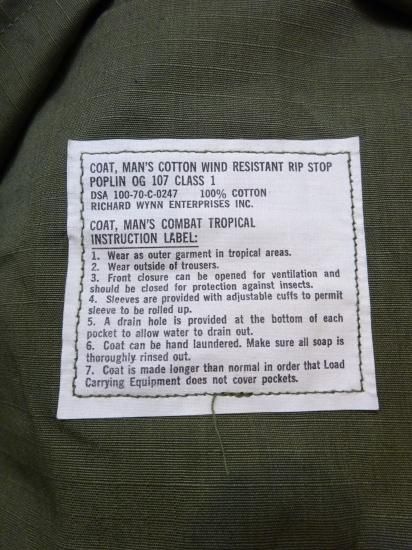 COAT, MAN'S COTTON WIND RESISTANT RIP STOP
POPLIN OG 107 CLASS 1
DSA 100-70-C-0247 100% COTTON
RICHARD WYNN ENTERPRISES INC.
COAT, MAN'S COMBAT TROPICAL
INSTRUCTION LABEL:
1. Wear as outer garment in tropical areas.
2. Wear outside of trousers.
3. Front closure can be opened for ventilation and
should be closed for protection against insects.
4. Sleeves are provided with adjustable cuffs to permit
sleeve to be rolled up.
5. A drain hole is provided at the bottom of each
pocket to allow water to drain out.
6. Coat can be hand laundered. Make sure all soap is
thoroughly rinsed out.
7. Coat is made longer than normal in order that Load
Carrying Equipment does not cover pockets.